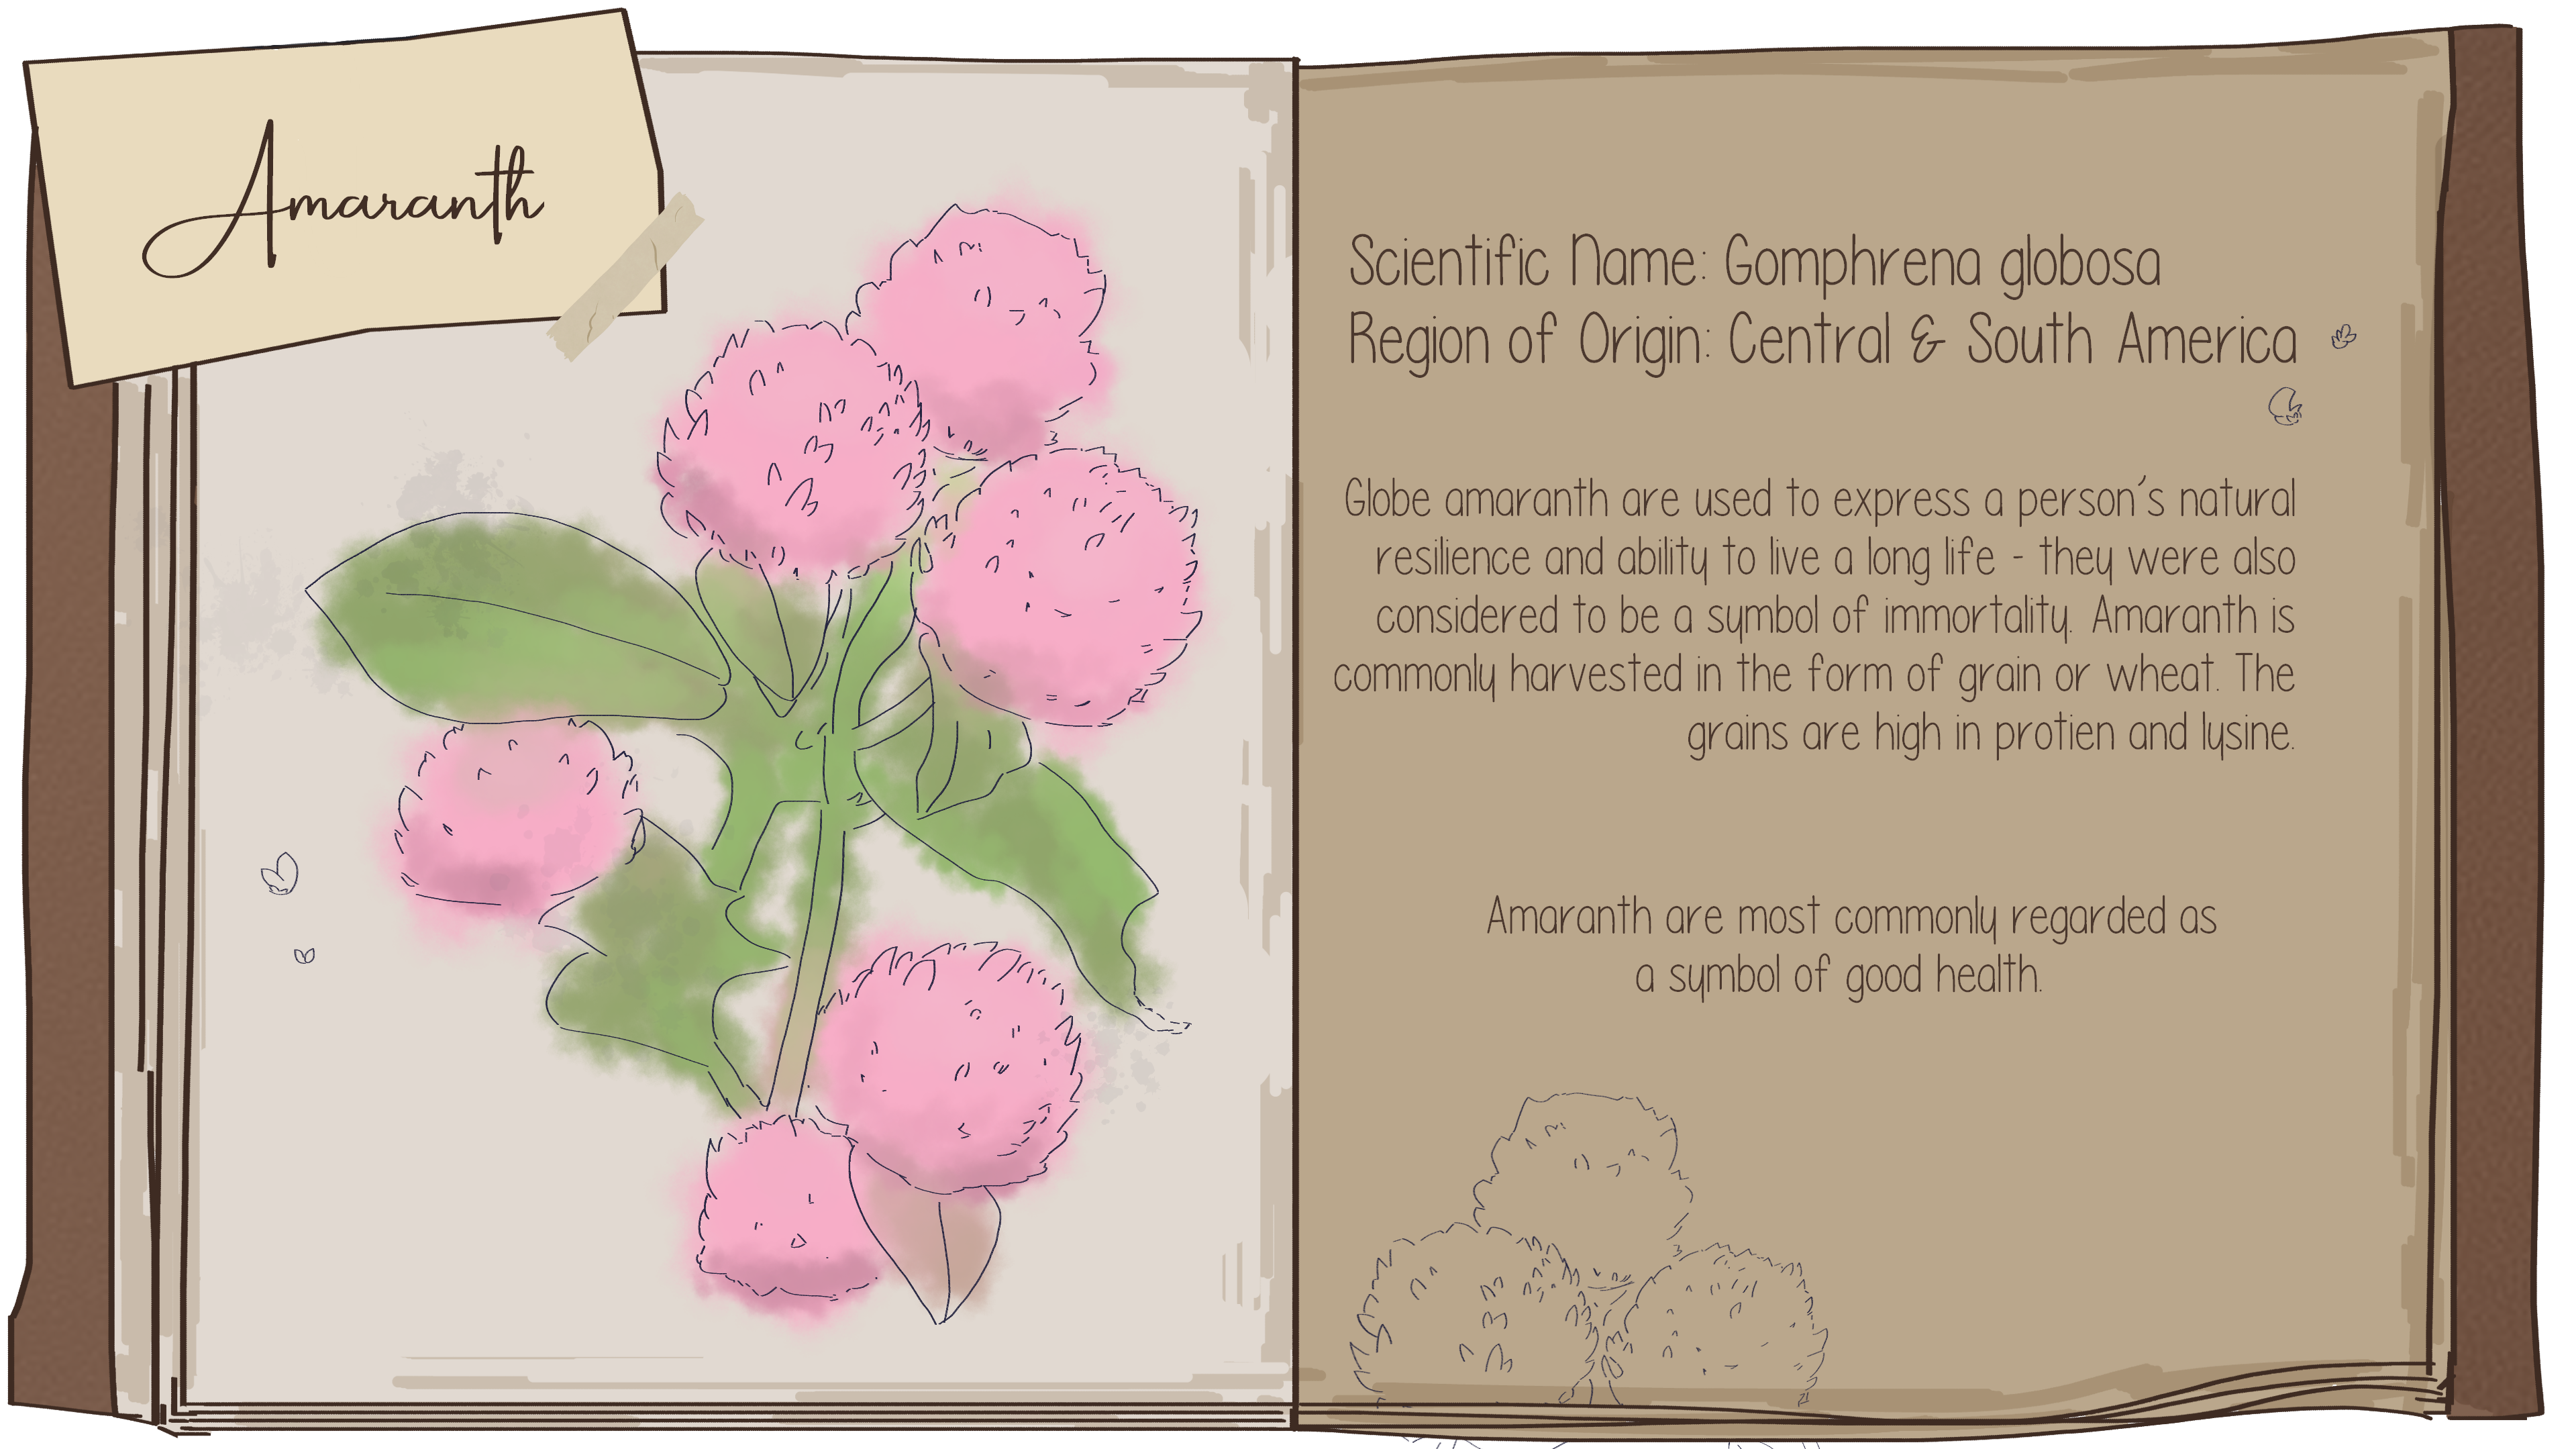 Amaranth
Scientific Name: Gomphrena globosa
Region of Origin: Central & South America
Globe amaranth are used to express a person's natural
resilience and ability to live a long life - they were also
considered to be a symbol of immortality. Amaranth is
commonly harvested in the form of grain or wheat. The
grains are high in protien and lysine.
Amaranth are most commonly regarded as
a symbol of good health.